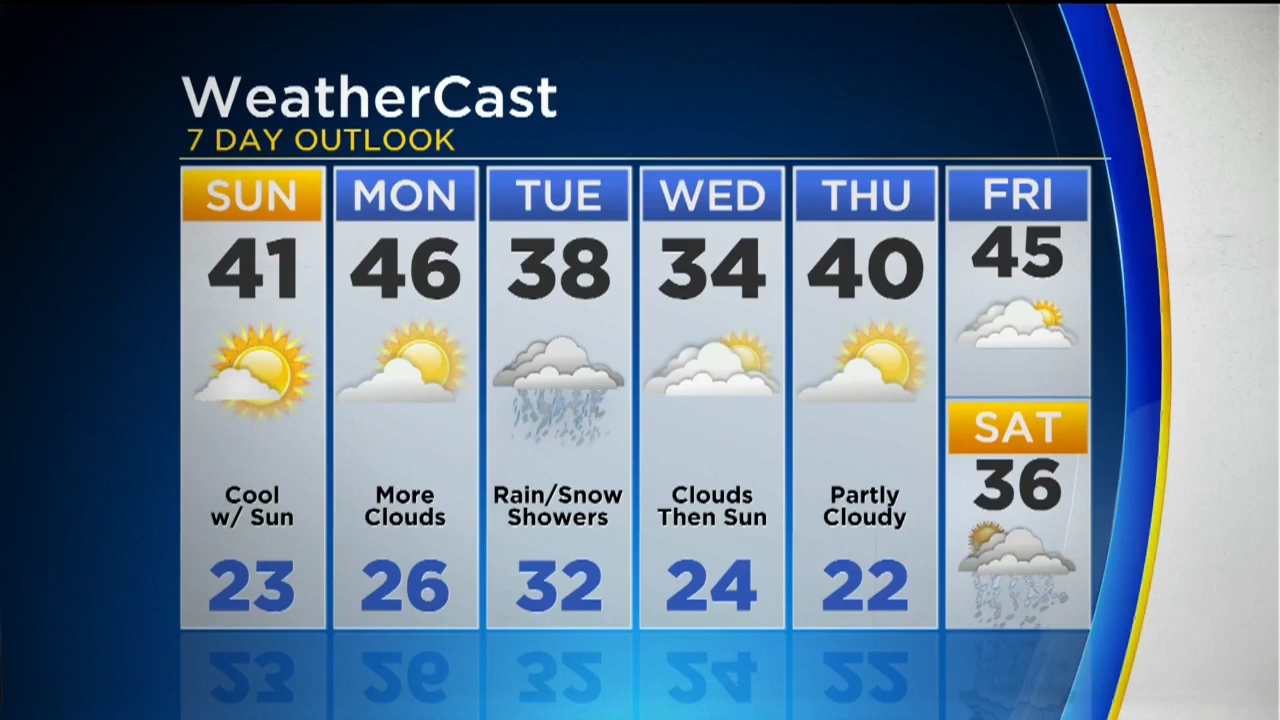 WeatherCast
7 DAY OUTLOOK
SUN
41
Cool
w/ Sun
23
MON
46
More
Clouds
26
TUE
38
Rain/Snow
Showers
32
WED
34
Clouds
Then Sun
24
THU
40
Partly
Cloudy
22
FRI
45
SAT
36